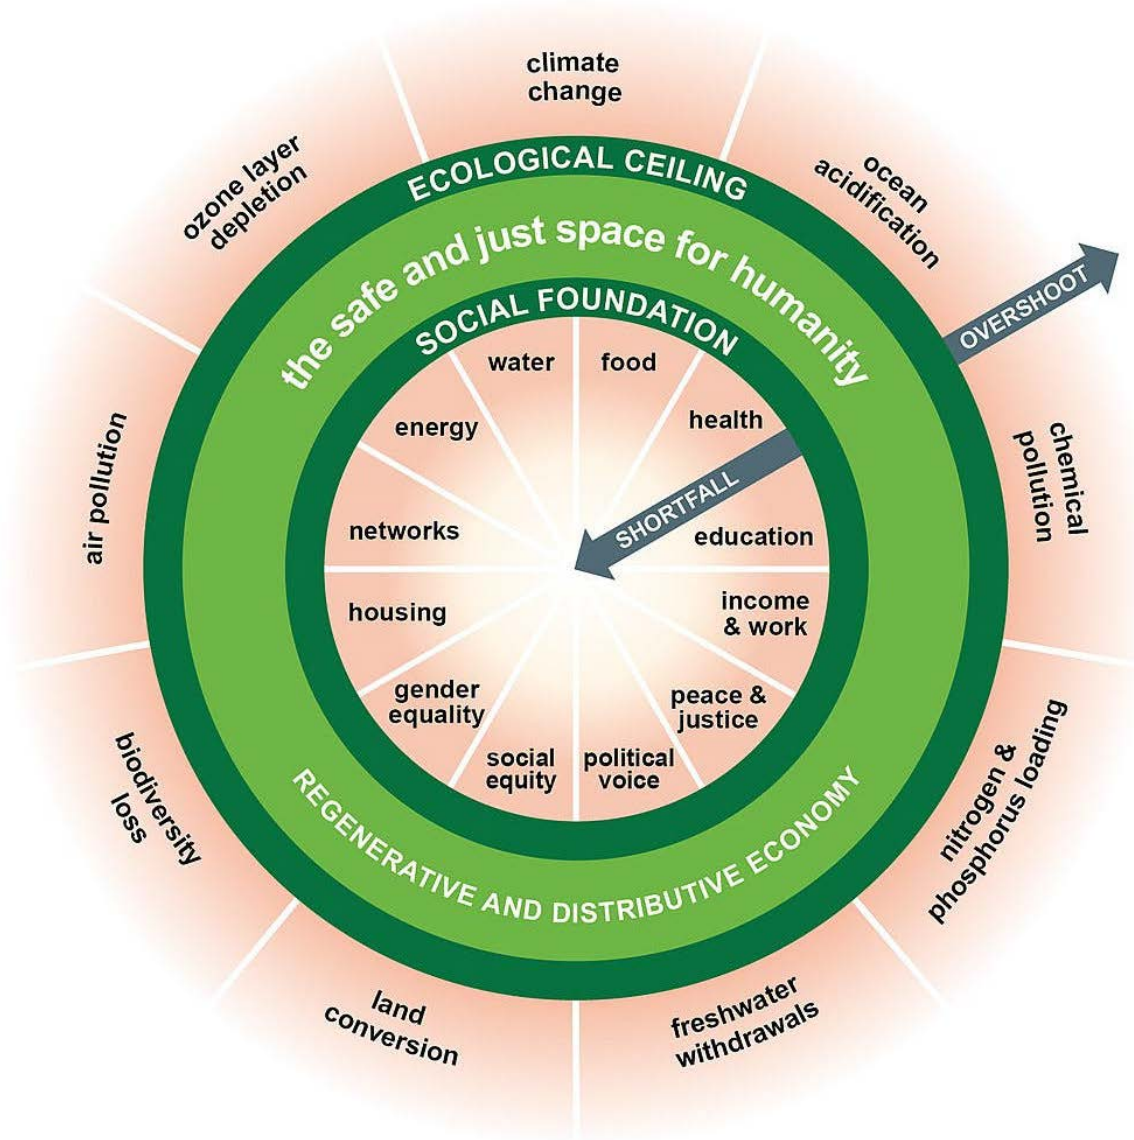 climate
change
ozone layer
depletion
ocean
acidification
ECOLOGICAL CEILING
the safe and just space for humanity
OVERSHOOT
SOCIAL FOUNDATION
water
food
energy
health
air pollution
chemical
pollution
SHORTFALL
networks
education
housing
income
& work
gender
equality
peace &
justice
social
equity
political
voice
biodiversity
loss
nitrogen &
phosphorus loading
REGENERATIVE AND DISTRIBUTIVE ECONOMY
land
conversion
freshwater
withdrawals